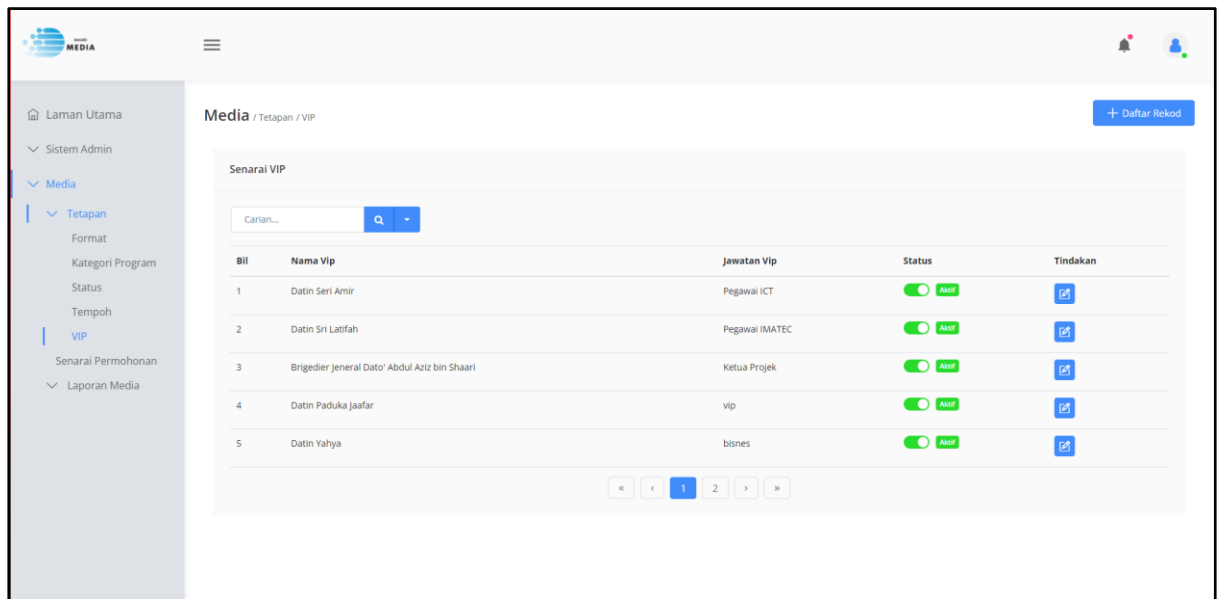 GALERI
MEDIA
Laman Utama
Sistem Admin
Media
Tetapan
Format
Kategori Program
Status
Tempoh
VIP
Senarai Permohonan
Laporan Media
Media / Tetapan / VIP
+ Daftar Rekod
Senarai VIP
Carian...
Bil Nama Vip Jawatan Vip Status Tindakan
1 Datin Seri Amir Pegawai ICT Aktif
2 Datin Sri Latifah Pegawai IMATEC Aktif
3 Brigedier Jeneral Dato' Abdul Aziz bin Shaari Ketua Projek Aktif
4 Datin Paduka Jaafar vip Aktif
5 Datin Yahya bisnes Aktif
« ‹ 1 2 › »